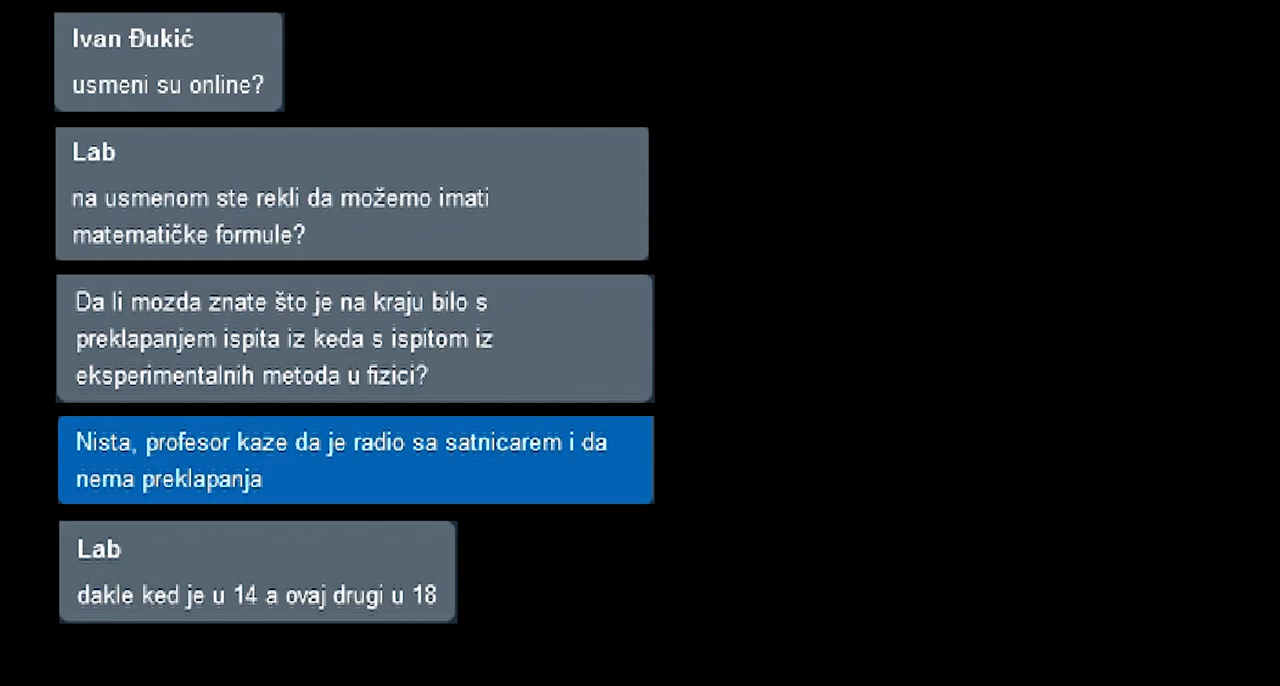 Ivan Đukić
usmeni su online?
Lab
na usmenom ste rekli da možemo imati
matematičke formule?
Da li mozda znate što je na kraju bilo s
preklapanjem ispita iz keda s ispitom iz
eksperimentalnih metoda u fizici?
Nista, profesor kaze da je radio sa satnicarem i da
nema preklapanja
Lab
dakle ked je u 14 a ovaj drugi u 18